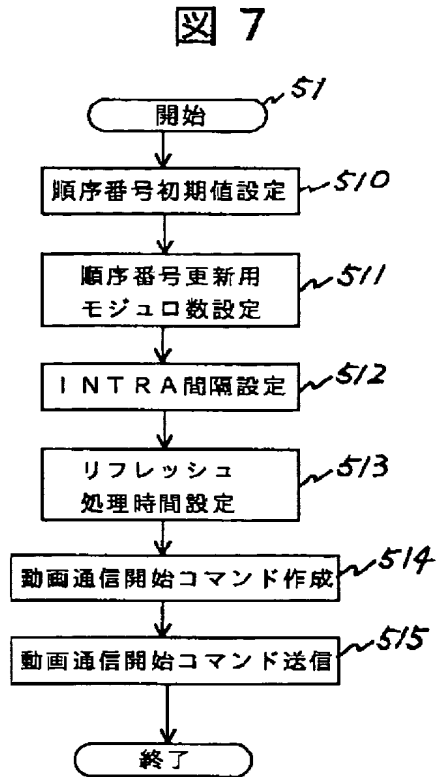 図 7
開始
51
順序番号初期値設定
510
順序番号更新用
モジュロ数設定
511
INTRA間隔設定
512
リフレッシュ
処理時間設定
513
動画通信開始コマンド作成
514
動画通信開始コマンド送信
515
終了